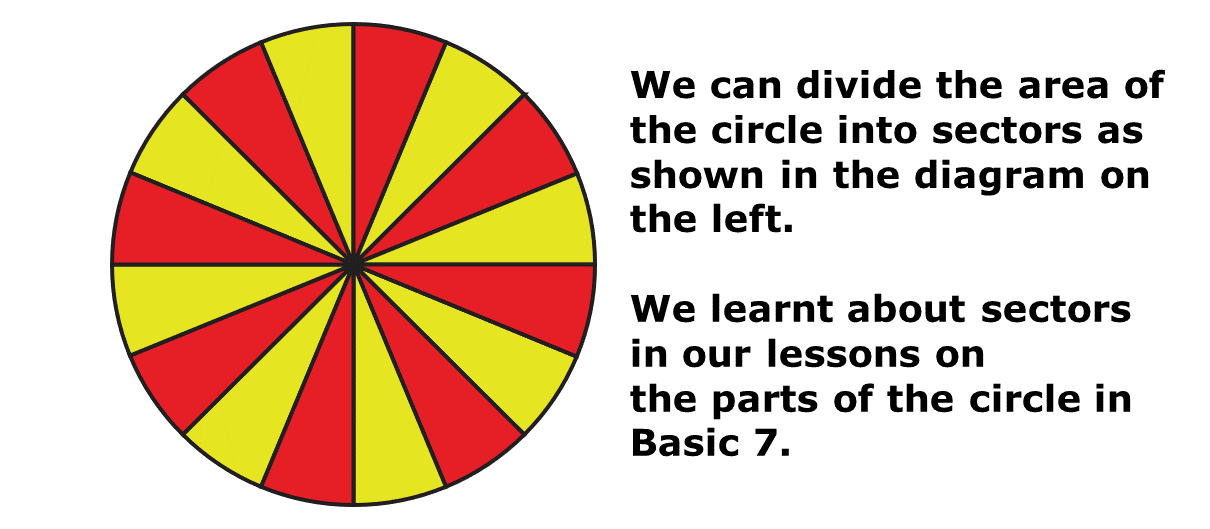 We can divide the area of
the circle into sectors as
shown in the diagram on
the left.
We learnt about sectors
in our lessons on
the parts of the circle in
Basic 7.